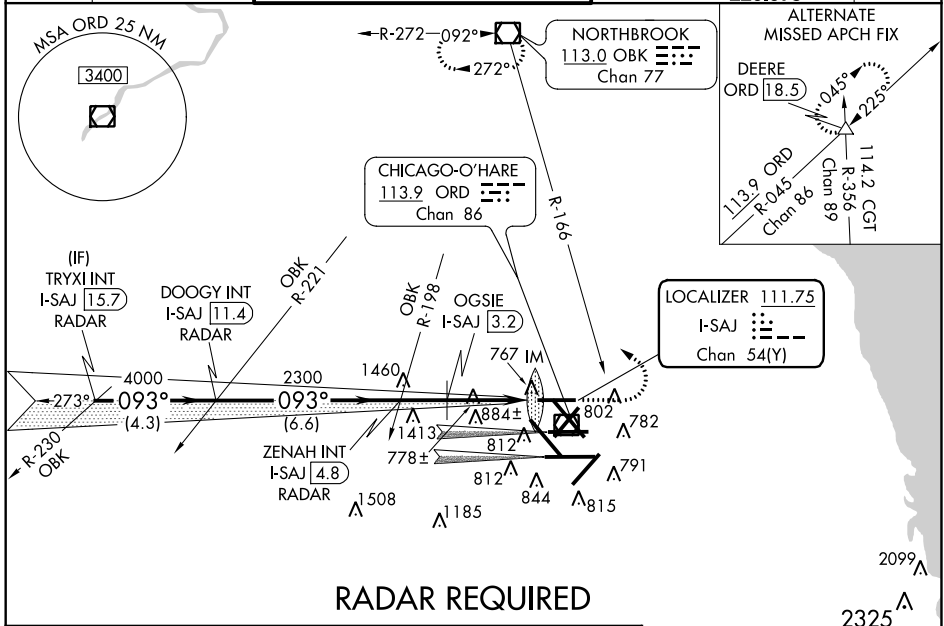 MSA ORD 25 NM
3400
R-272
092°
272°
NORTHBROOK
113.0 OBK
Chan 77
ALTERNATE
MISSED APCH FIX
DEERE
ORD 18.5
045°
225°
113.9 ORD
R-045
Chan 86
114.2 CGT
R-356
Chan 89
CHICAGO-O'HARE
113.9 ORD
Chan 86
R-166
(IF)
TRYXI INT
I-SAJ 15.7
RADAR
DOOGY INT
I-SAJ 11.4
RADAR
OBK
R-221
OBK
R-198
OGSIE
I-SAJ 3.2
LOCALIZER 111.75
I-SAJ
Chan 54(Y)
767
IM
1460
4000
2300
273°
093°
093°
(4.3)
(6.6)
884±
802
782
1413
812
R-230
OBK
ZENAH INT
I-SAJ 4.8
RADAR
778±
812
844
791
815
1508
1185
2099
RADAR REQUIRED
2325